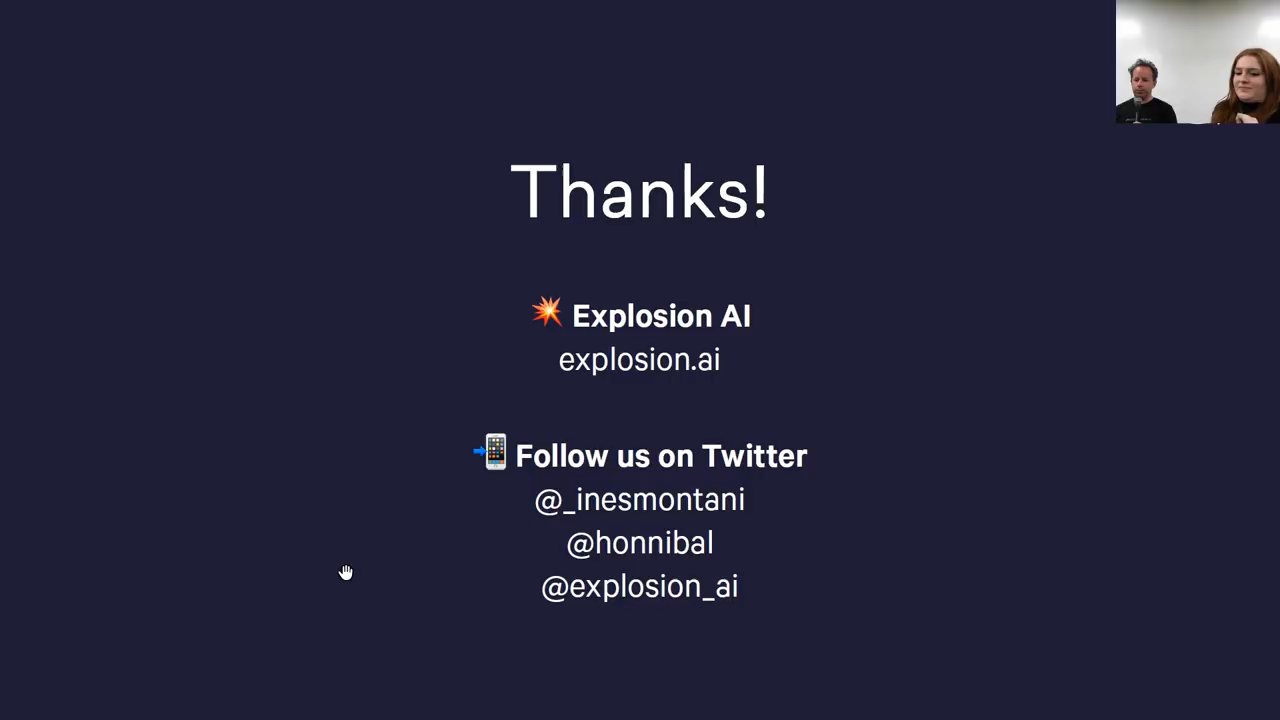 Thanks!
Explosion AI
explosion.ai
Follow us on Twitter
@_inesmontani
@honnibal
@explosion_ai